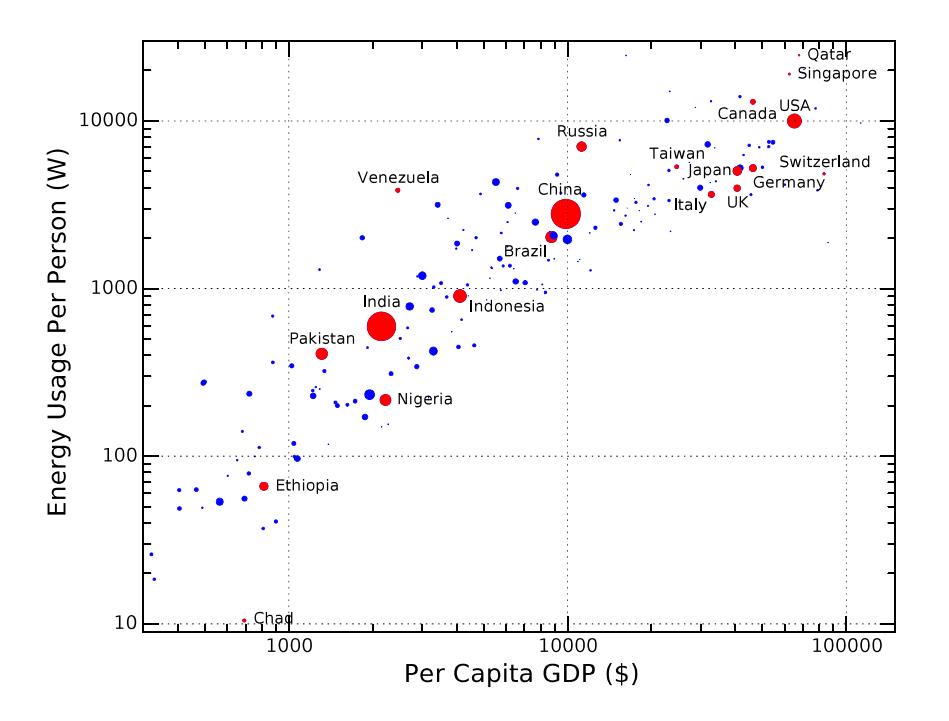 Qatar
Singapore
Canada
USA
10000
Russia
Taiwan
Japan
Switzerland
Venezuela
China
Germany
Italy
UK
Brazil
1000
India
Indonesia
Pakistan
Nigeria
100
Ethiopia
Chad
10
1000
10000
100000
Per Capita GDP ($)
Energy Usage Per Person (W)